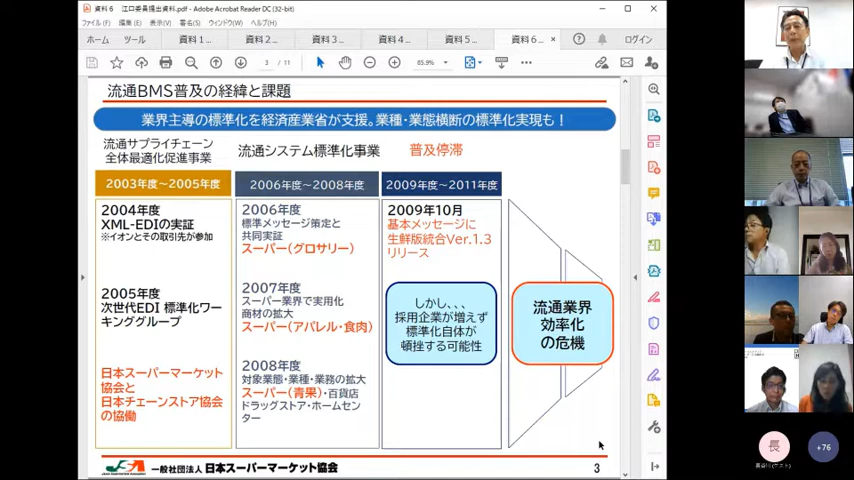 資料６ 江口委員提出資料.pdf - Adobe Acrobat Reader DC (32-bit)
ファイル(F) 編集(E) 表示(V) 署名(S) ウィンドウ(W) ヘルプ(H)
ホーム ツール 資料１... 資料２... 資料３... 資料４... 資料５... 資料６... × ログイン
3 / 11 85.9%
流通BMS普及の経緯と課題
業界主導の標準化を経済産業省が支援。業種・業態横断の標準化実現も！
流通サプライチェーン
全体最適化促進事業
流通システム標準化事業
普及停滞
2003年度～2005年度
2006年度～2008年度
2009年度～2011年度
2004年度
XML-EDIの実証
※イオンとその取引先が参加
2005年度
次世代EDI 標準化ワー
キンググループ
日本スーパーマーケット
協会と
日本チェーンストア協会
の協働
2006年度
標準メッセージ策定と
共同実証
スーパー（グロサリー）
2007年度
スーパー業界で実用化
商材の拡大
スーパー（アパレル・食肉）
2008年度
対象業態・業種・業務の拡大
スーパー（青果）・百貨店
ドラッグストア・ホームセン
ター
2009年10月
基本メッセージに
生鮮版統合Ver.1.3
リリース
しかし、、、
採用企業が増えず
標準化自体が
頓挫する可能性
流通業界
効率化
の危機
一般社団法人 日本スーパーマーケット協会
3
長
+76